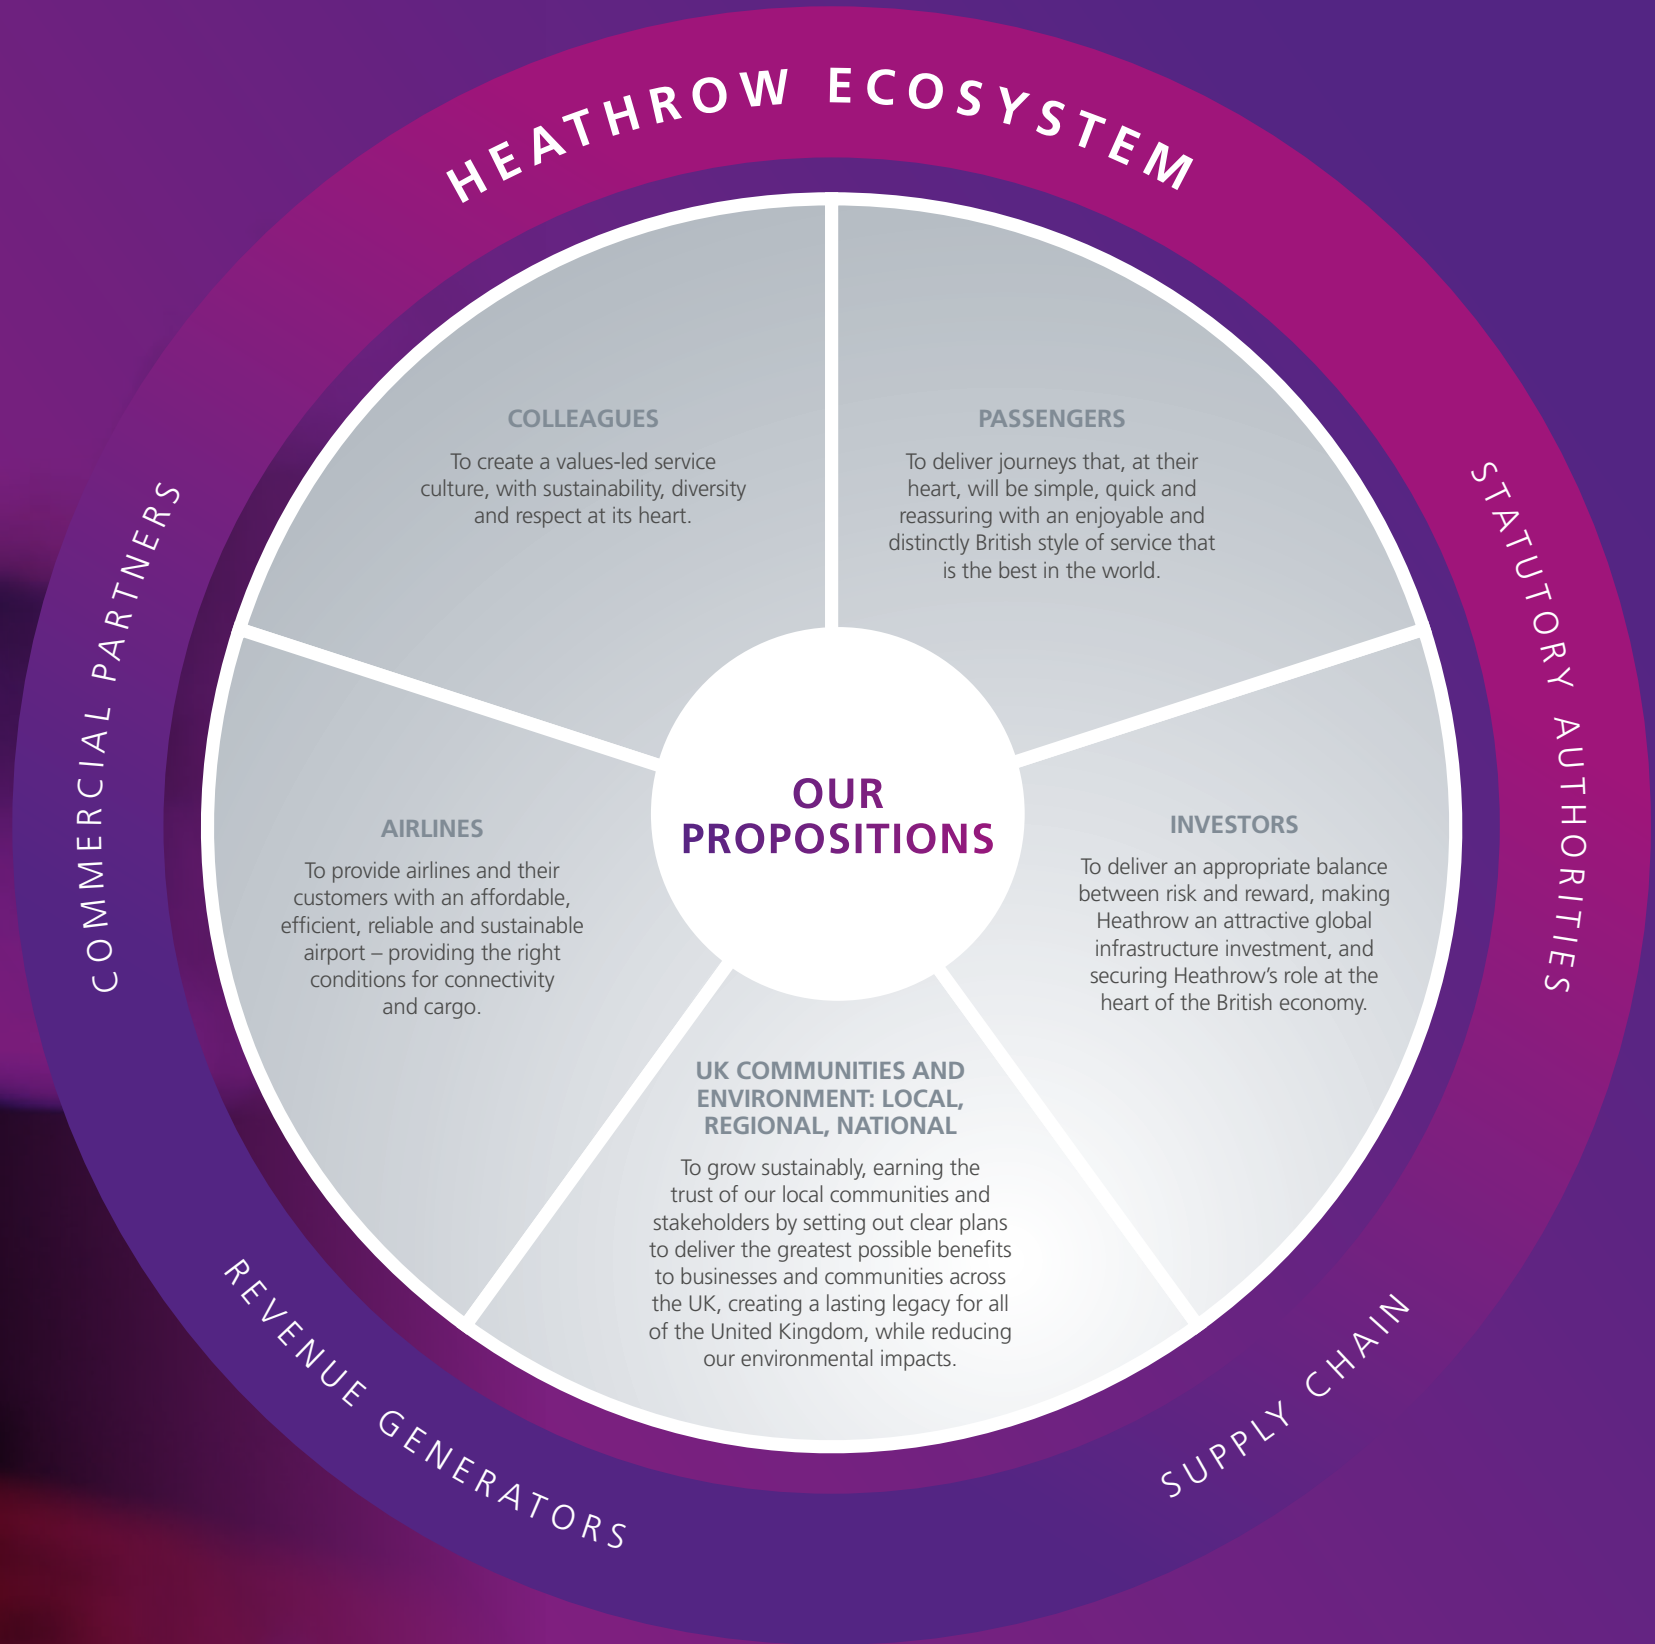 HEATHROW ECOSYSTEM
COLLEAGUES
To create a values-led service
culture, with sustainability, diversity
and respect at its heart.
PASSENGERS
To deliver journeys that, at their
heart, will be simple, quick and
reassuring with an enjoyable and
distinctly British style of service that
is the best in the world.
COMMERCIAL PARTNERS
STATUTORY AUTHORITIES
OUR
PROPOSITIONS
AIRLINES
To provide airlines and their
customers with an affordable,
efficient, reliable and sustainable
airport – providing the right
conditions for connectivity
and cargo.
INVESTORS
To deliver an appropriate balance
between risk and reward, making
Heathrow an attractive global
infrastructure investment, and
securing Heathrow’s role at the
heart of the British economy.
UK COMMUNITIES AND
ENVIRONMENT: LOCAL,
REGIONAL, NATIONAL
To grow sustainably, earning the
trust of our local communities and
stakeholders by setting out clear plans
to deliver the greatest possible benefits
to businesses and communities across
the UK, creating a lasting legacy for all
of the United Kingdom, while reducing
our environmental impacts.
REVENUE GENERATORS
SUPPLY CHAIN